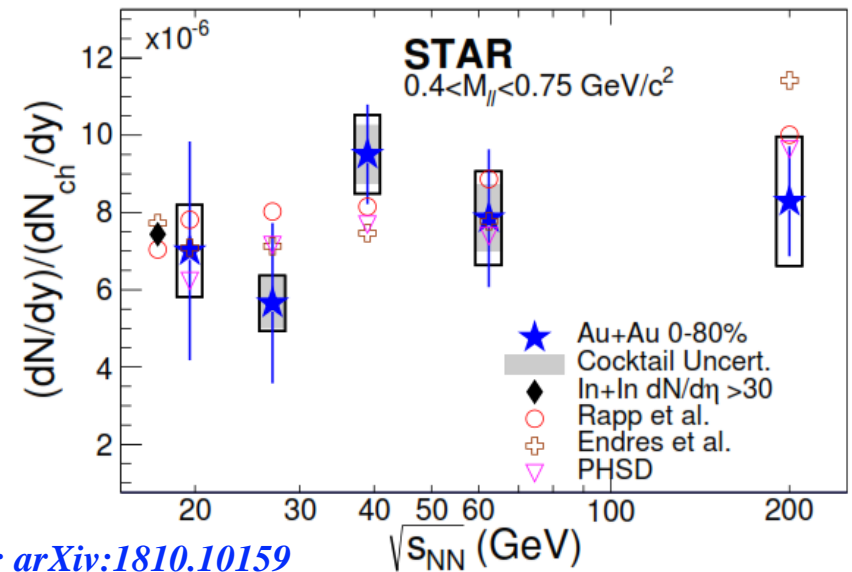 x10⁻⁶
STAR
0.4<M_ll<0.75 GeV/c²
(dN/dy)/(dN_ch/dy)
12
10
8
6
4
2
Au+Au 0-80%
Cocktail Uncert.
In+In dN/dη >30
Rapp et al.
Endres et al.
PHSD
20 30 40 50 60 100 200
√s_NN (GeV)
: arXiv:1810.10159